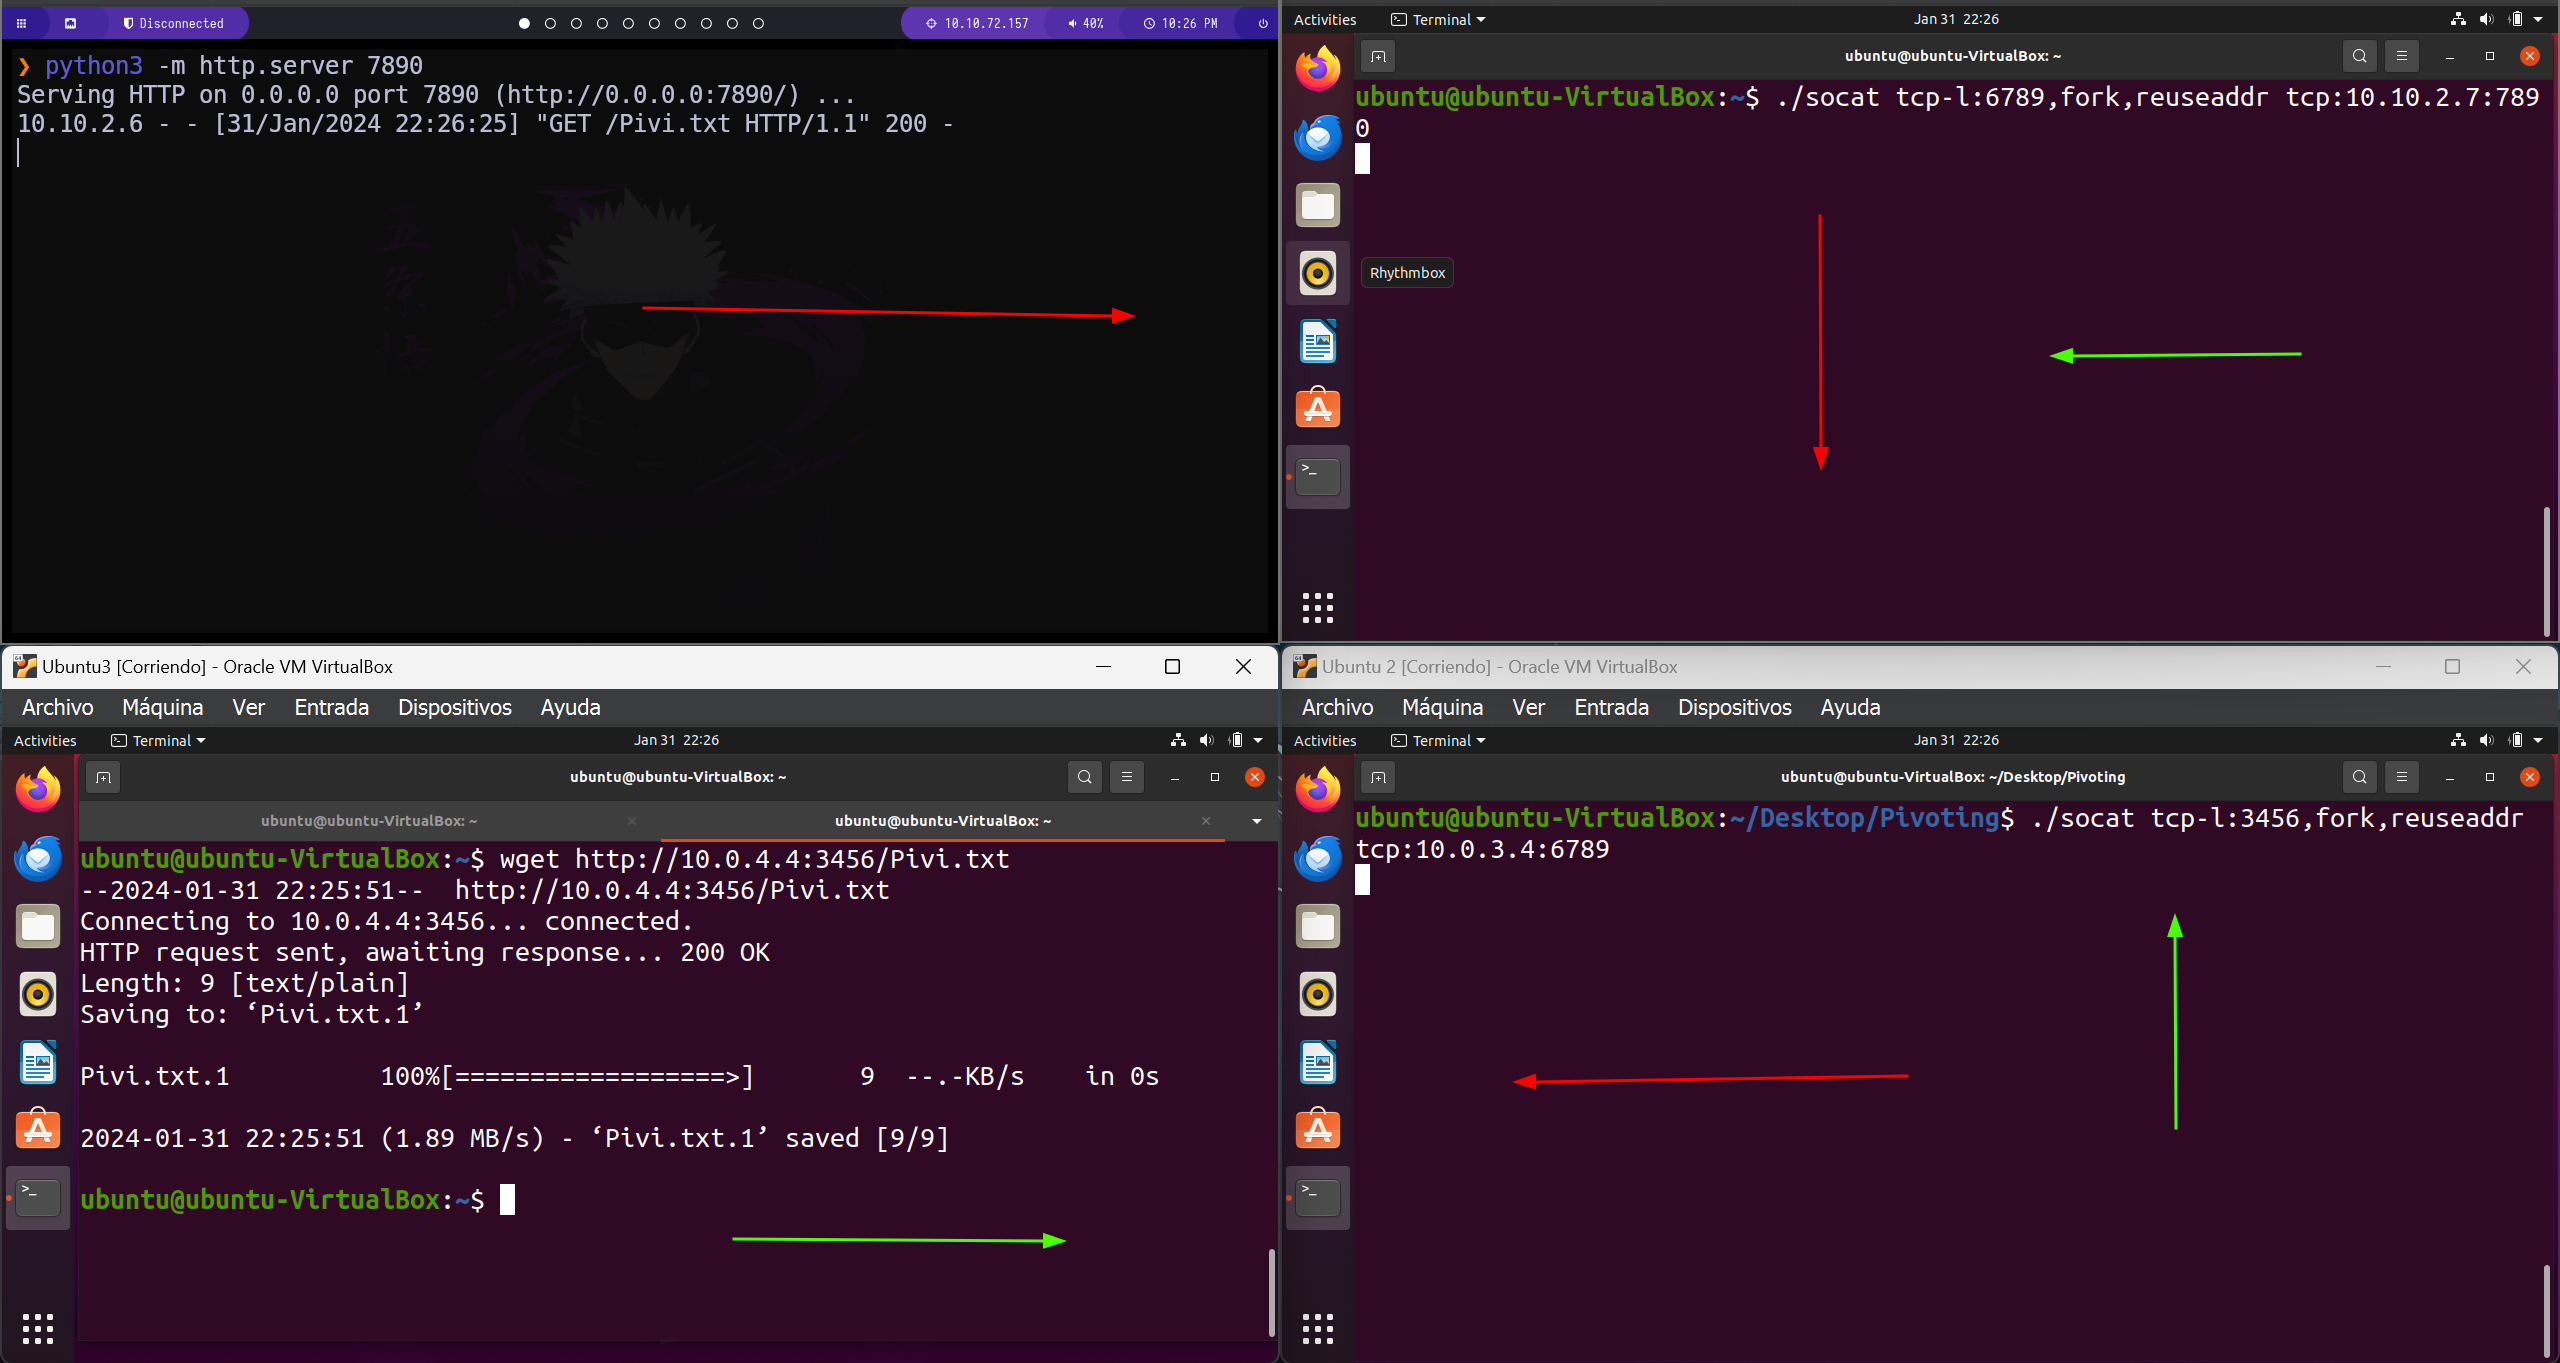 Disconnected
10.10.72.157
40%
10:26 PM
❯ python3 -m http.server 7890
Serving HTTP on 0.0.0.0 port 7890 (http://0.0.0.0:7890/) ...
10.10.2.6 - - [31/Jan/2024 22:26:25] "GET /Pivi.txt HTTP/1.1" 200 -
Activities
Terminal
Jan 31 22:26
ubuntu@ubuntu-VirtualBox: ~
ubuntu@ubuntu-VirtualBox:~$ ./socat tcp-l:6789,fork,reuseaddr tcp:10.10.2.7:789
0
Rhythmbox
Ubuntu3 [Corriendo] - Oracle VM VirtualBox
Archivo Máquina Ver Entrada Dispositivos Ayuda
Activities
Terminal
Jan 31 22:26
ubuntu@ubuntu-VirtualBox: ~
ubuntu@ubuntu-VirtualBox: ~
ubuntu@ubuntu-VirtualBox: ~
ubuntu@ubuntu-VirtualBox:~$ wget http://10.0.4.4:3456/Pivi.txt
--2024-01-31 22:25:51--  http://10.0.4.4:3456/Pivi.txt
Connecting to 10.0.4.4:3456... connected.
HTTP request sent, awaiting response... 200 OK
Length: 9 [text/plain]
Saving to: ‘Pivi.txt.1’
Pivi.txt.1          100%[==================>]       9  --.-KB/s    in 0s
2024-01-31 22:25:51 (1.89 MB/s) - ‘Pivi.txt.1’ saved [9/9]
ubuntu@ubuntu-VirtualBox:~$
Ubuntu 2 [Corriendo] - Oracle VM VirtualBox
Archivo Máquina Ver Entrada Dispositivos Ayuda
Activities
Terminal
Jan 31 22:26
ubuntu@ubuntu-VirtualBox: ~/Desktop/Pivoting
ubuntu@ubuntu-VirtualBox:~/Desktop/Pivoting$ ./socat tcp-l:3456,fork,reuseaddr
tcp:10.0.3.4:6789